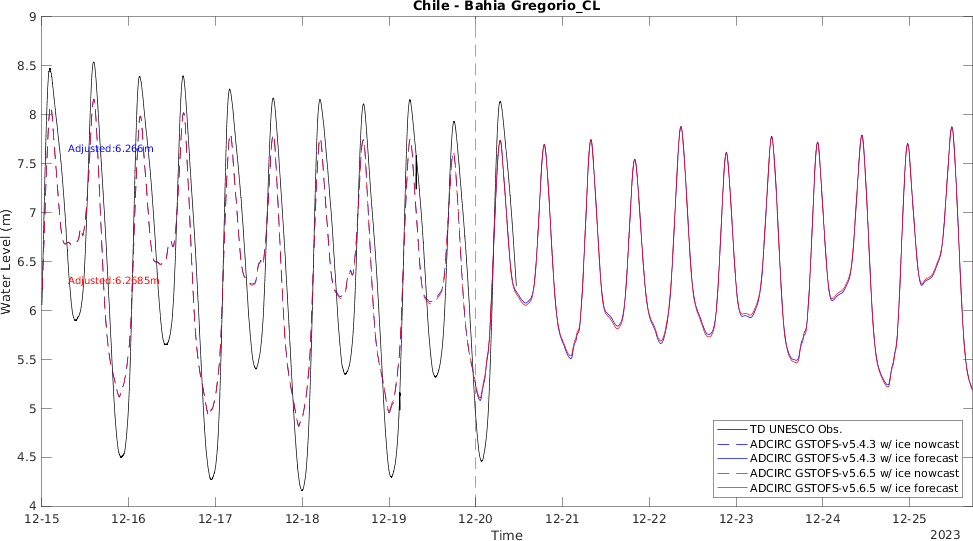 Chile - Bahia Gregorio_CL
9
8.5
8
7.5
7
6.5
6
5.5
5
4.5
4
Water Level (m)
Adjusted:6.266m
Adjusted:6.2685m
TD UNESCO Obs.
ADCIRC GSTOFS-v5.4.3 w/ ice nowcast
ADCIRC GSTOFS-v5.4.3 w/ ice forecast
ADCIRC GSTOFS-v5.6.5 w/ ice nowcast
ADCIRC GSTOFS-v5.6.5 w/ ice forecast
12-15 12-16 12-17 12-18 12-19 12-20 12-21 12-22 12-23 12-24 12-25
Time
2023